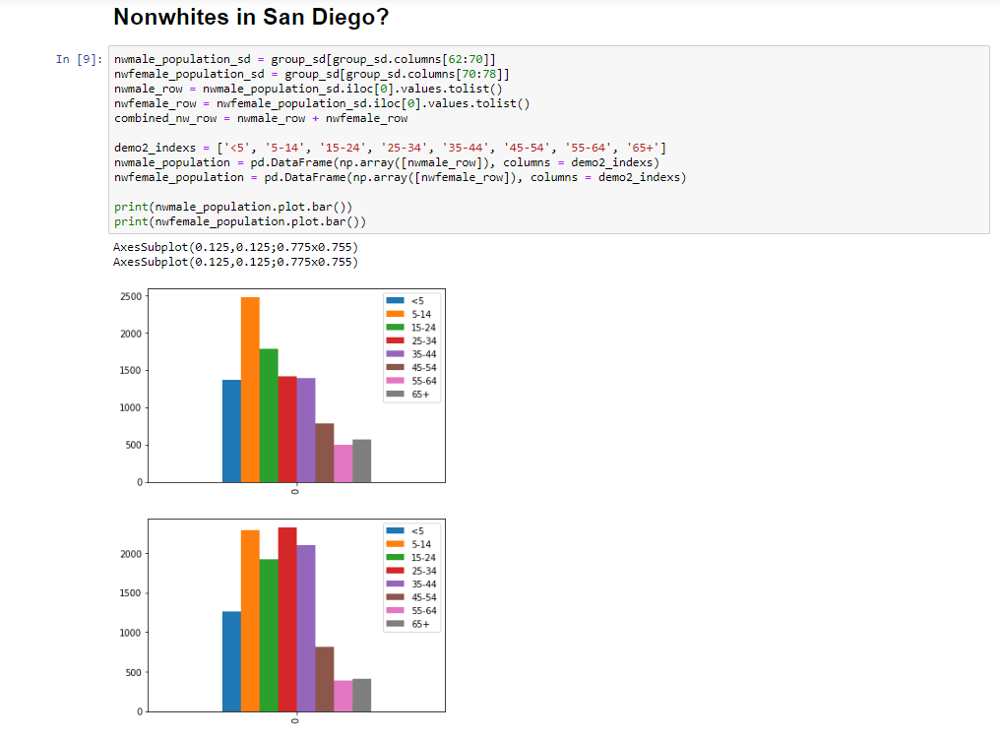 Nonwhites in San Diego?
In [9]: nwmale_population_sd = group_sd[group_sd.columns[62:70]]
nwfemale_population_sd = group_sd[group_sd.columns[70:78]]
nwmale_row = nwmale_population_sd.iloc[0].values.tolist()
nwfemale_row = nwfemale_population_sd.iloc[0].values.tolist()
combined_nw_row = nwmale_row + nwfemale_row
demo2_indexs = ['<5', '5-14', '15-24', '25-34', '35-44', '45-54', '55-64', '65+']
nwmale_population = pd.DataFrame(np.array([nwmale_row]), columns = demo2_indexs)
nwfemale_population = pd.DataFrame(np.array([nwfemale_row]), columns = demo2_indexs)
print(nwmale_population.plot.bar())
print(nwfemale_population.plot.bar())
AxesSubplot(0.125,0.125;0.775x0.755)
AxesSubplot(0.125,0.125;0.775x0.755)
2500
2000
1500
1000
500
0
<5
5-14
15-24
25-34
35-44
45-54
55-64
65+
0
2000
1500
1000
500
0
<5
5-14
15-24
25-34
35-44
45-54
55-64
65+
0